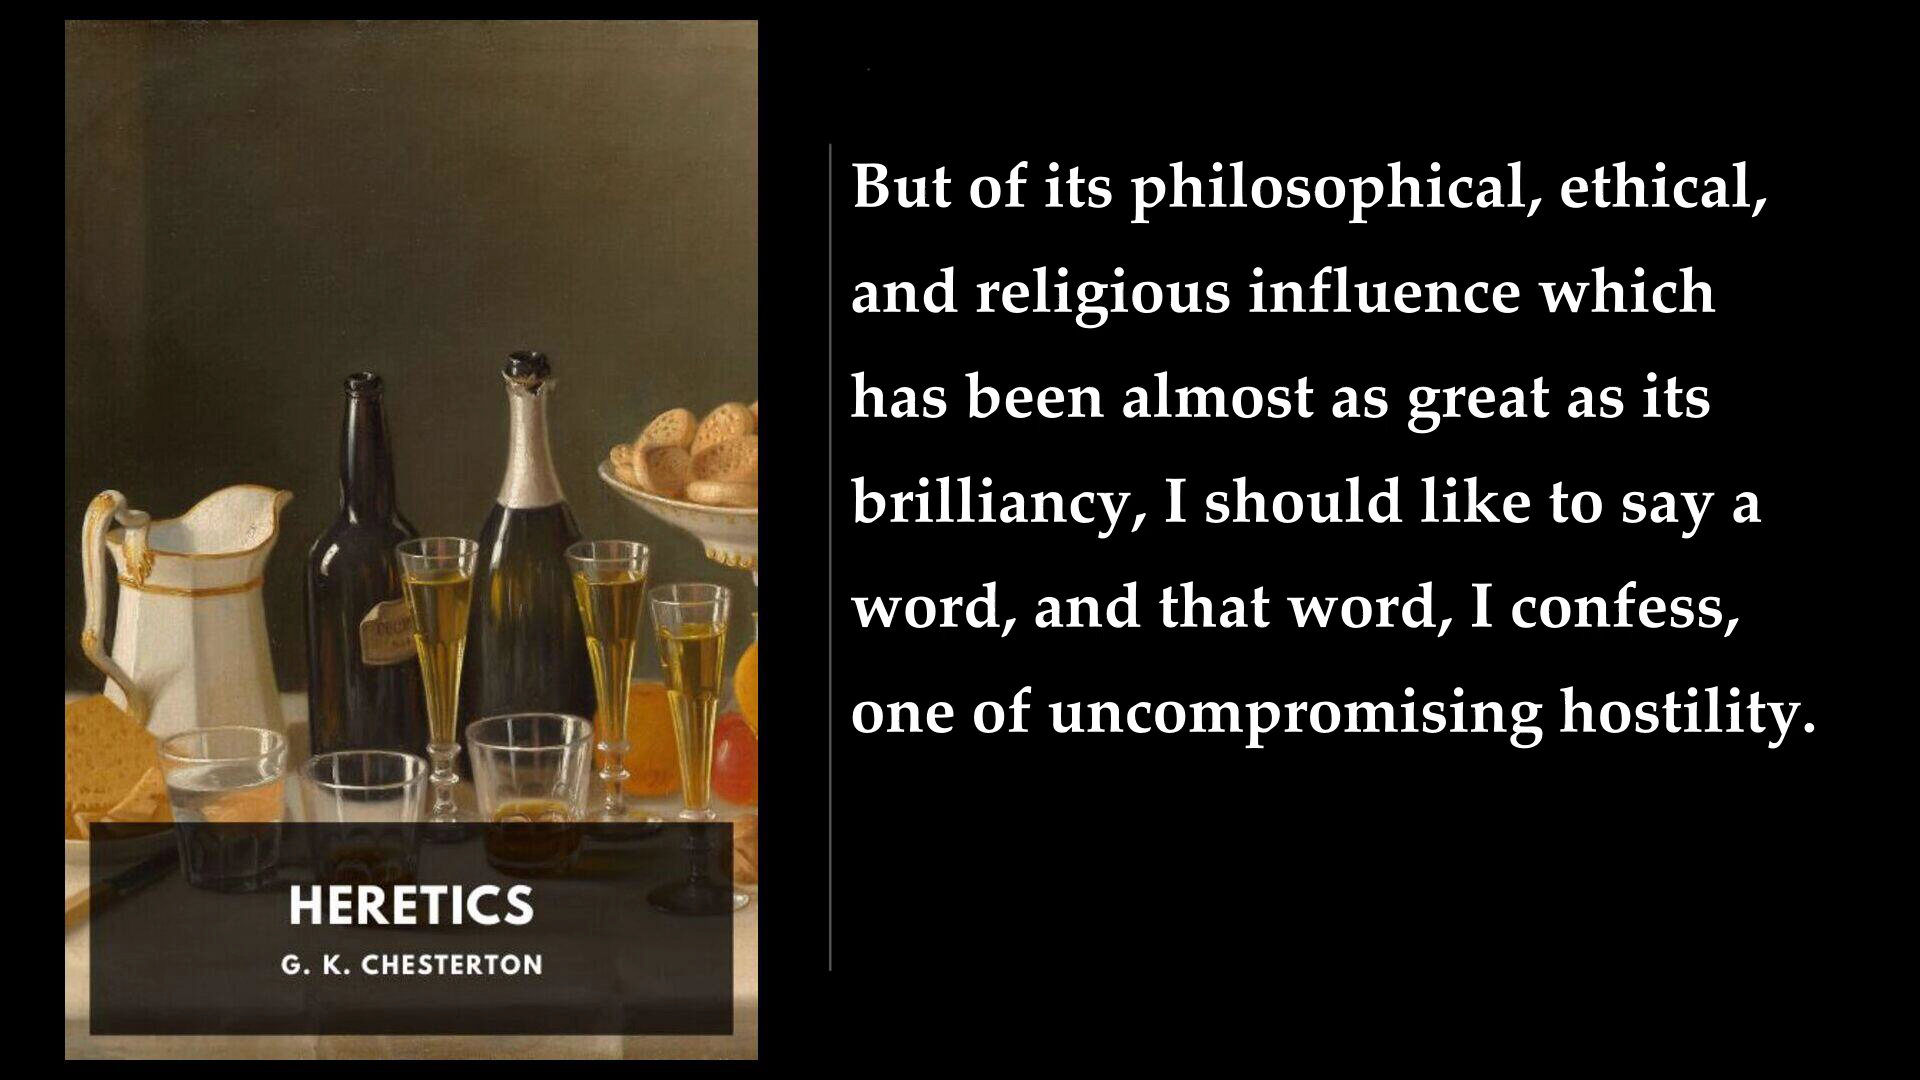 But of its philosophical, ethical,
and religious influence which
has been almost as great as its
brilliancy, I should like to say a
word, and that word, I confess,
one of uncompromising hostility.
HERETICS
G. K. CHESTERTON